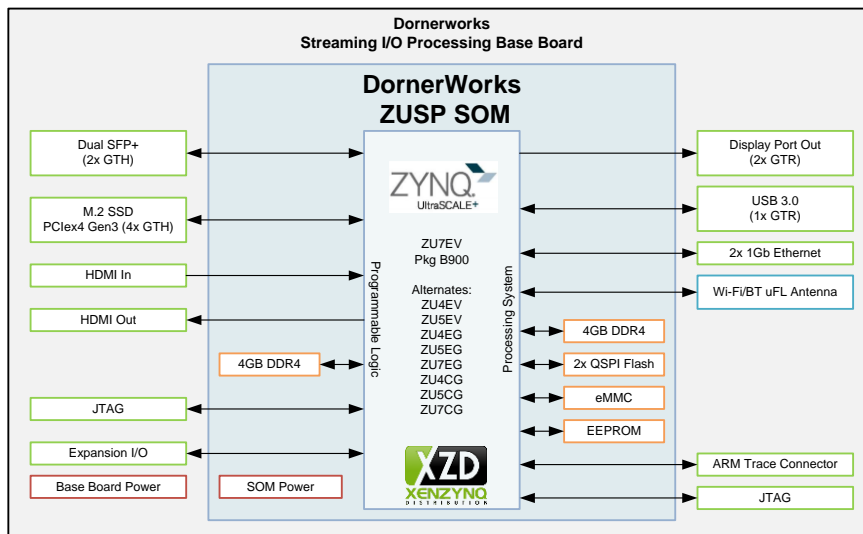 Dornerworks
Streaming I/O Processing Base Board
DornerWorks
ZUSP SOM
Dual SFP+
(2x GTH)
M.2 SSD
PCIex4 Gen3 (4x GTH)
HDMI In
HDMI Out
4GB DDR4
JTAG
Expansion I/O
Base Board Power
SOM Power
Programmable Logic
ZYNQ
UltraSCALE+
ZU7EV
Pkg B900
Alternates:
ZU4EV
ZU5EV
ZU4EG
ZU5EG
ZU7EG
ZU4CG
ZU5CG
ZU7CG
XZD
XENZYNQ
DISTRIBUTION
Processing System
4GB DDR4
2x QSPI Flash
eMMC
EEPROM
Display Port Out
(2x GTR)
USB 3.0
(1x GTR)
2x 1Gb Ethernet
Wi-Fi/BT uFL Antenna
ARM Trace Connector
JTAG